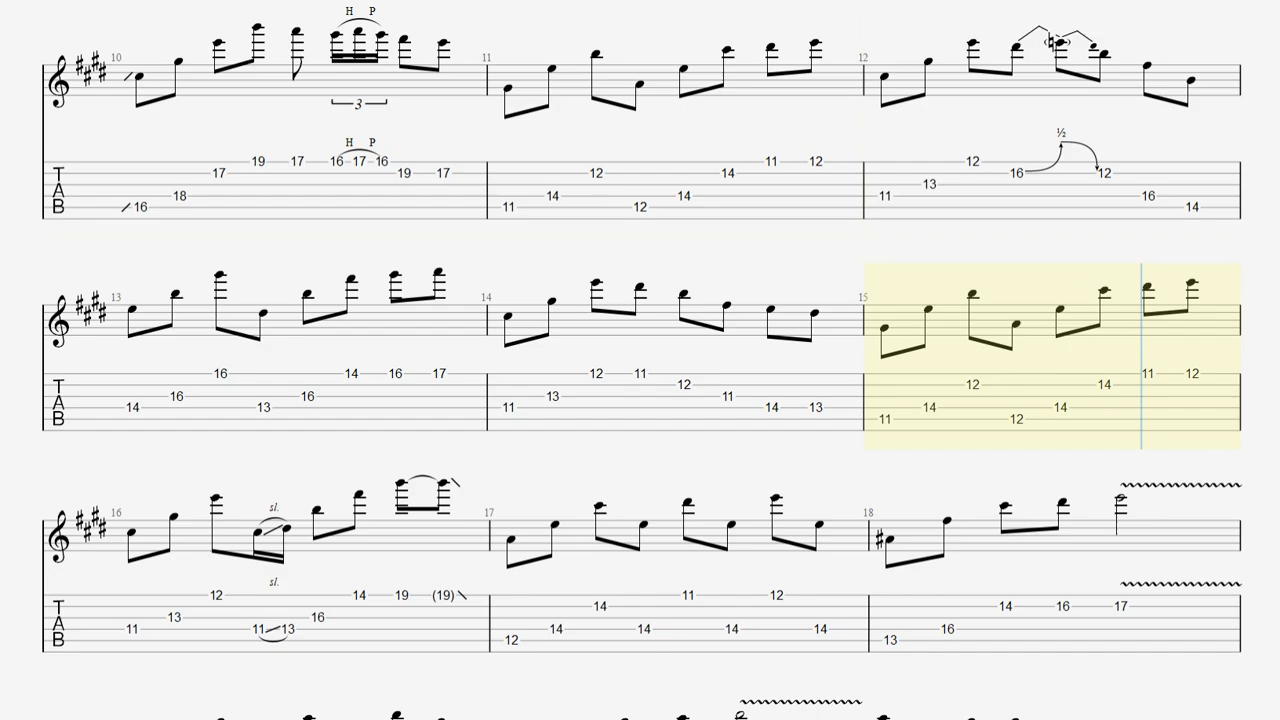 H P
10 11 12
3
H P ½
19 17 16 17 16 11 12 12
17 19 17 12 14 16 12
13
18 14 14 11 16
16 11 12 14
13 14 15
16 14 16 17 12 11 11 12
12 12 14
16 16 13 11
14 13 11 14 13 14 14
11 12
16 sl. 17 18
sl.
12 14 19 (19) 11 12
14 14 16 17
13 16
11 11 13 14 14 14 14 16
12 13